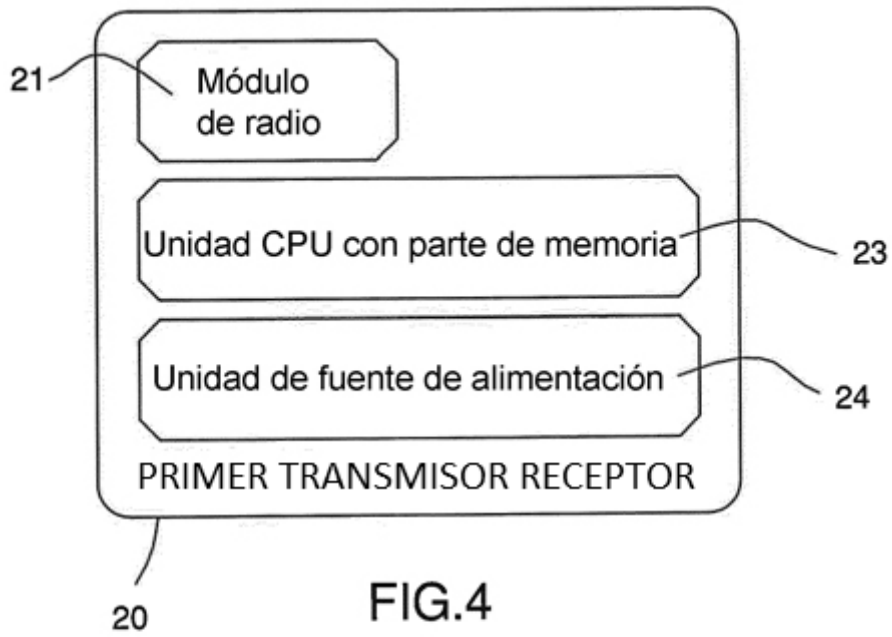 21
Módulo
de radio
Unidad CPU con parte de memoria
23
Unidad de fuente de alimentación
24
PRIMER TRANSMISOR RECEPTOR
20
FIG.4